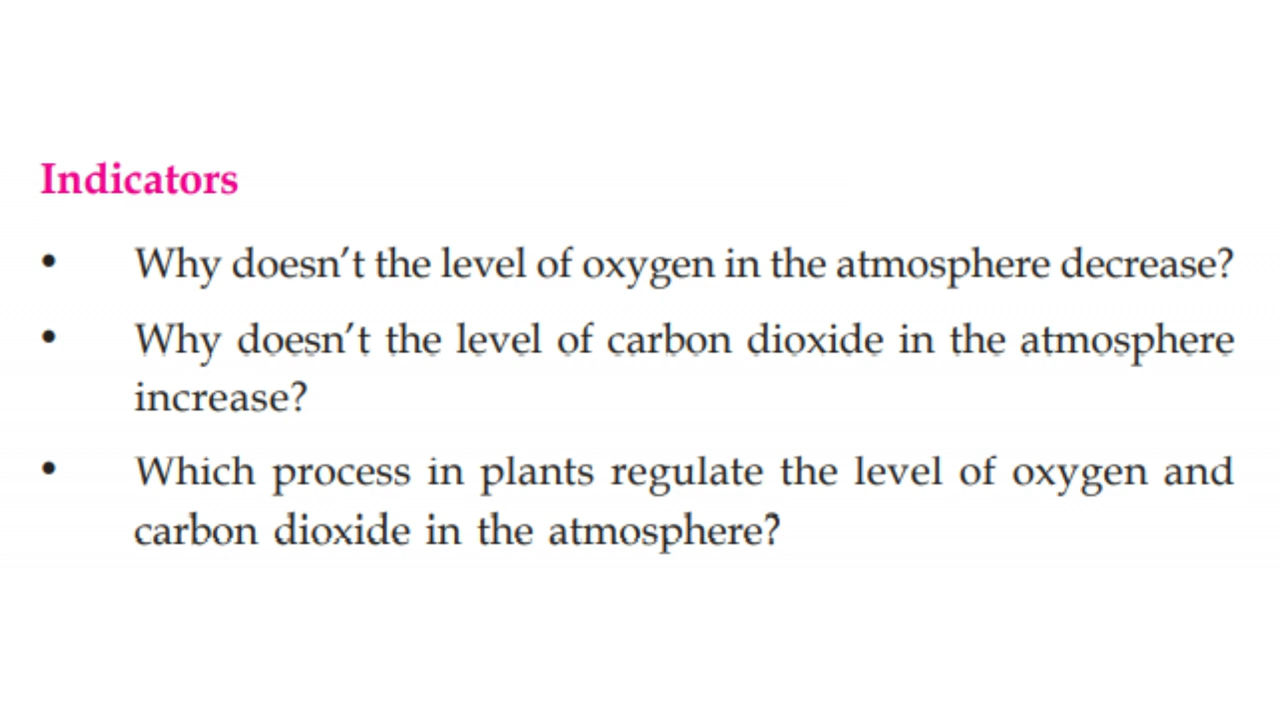 Indicators
• Why doesn’t the level of oxygen in the atmosphere decrease?
• Why doesn’t the level of carbon dioxide in the atmosphere
increase?
• Which process in plants regulate the level of oxygen and
carbon dioxide in the atmosphere?